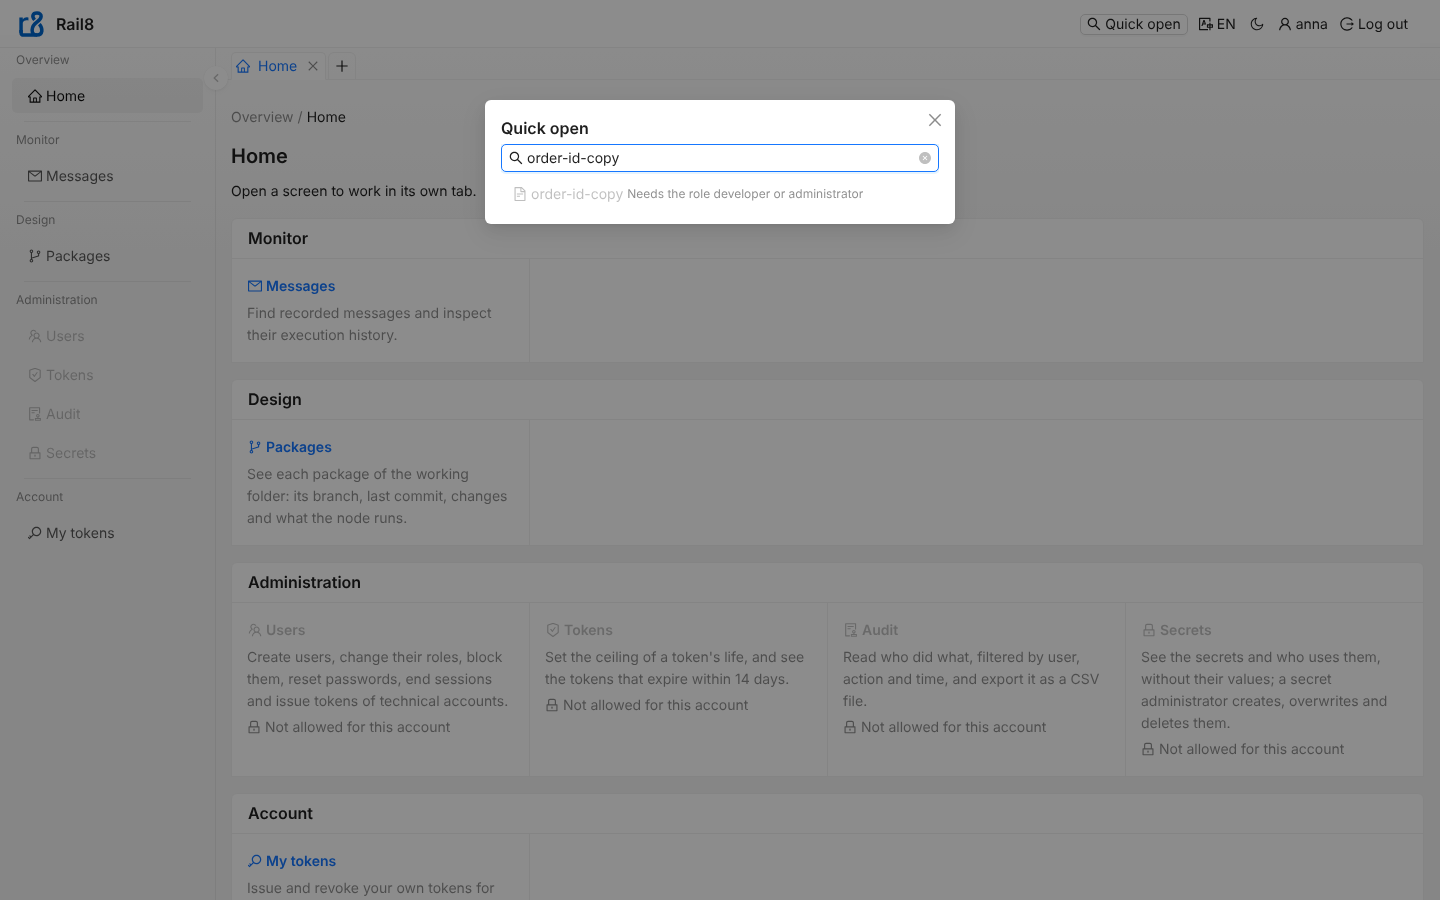 Rail8
Quick open
EN
anna
Log out
Overview
Home
Monitor
Messages
Design
Packages
Administration
Users
Tokens
Audit
Secrets
Account
My tokens
Home
Overview / Home
Home
Open a screen to work in its own tab.
Quick open
order-id-copy
order-id-copy Needs the role developer or administrator
Monitor
Messages
Find recorded messages and inspect
their execution history.
Design
Packages
See each package of the working
folder: its branch, last commit, changes
and what the node runs.
Administration
Users
Create users, change their roles, block
them, reset passwords, end sessions
and issue tokens of technical accounts.
Not allowed for this account
Tokens
Set the ceiling of a token's life, and see
the tokens that expire within 14 days.
Not allowed for this account
Audit
Read who did what, filtered by user,
action and time, and export it as a CSV
file.
Not allowed for this account
Secrets
See the secrets and who uses them,
without their values; a secret
administrator creates, overwrites and
deletes them.
Not allowed for this account
Account
My tokens
Issue and revoke your own tokens for